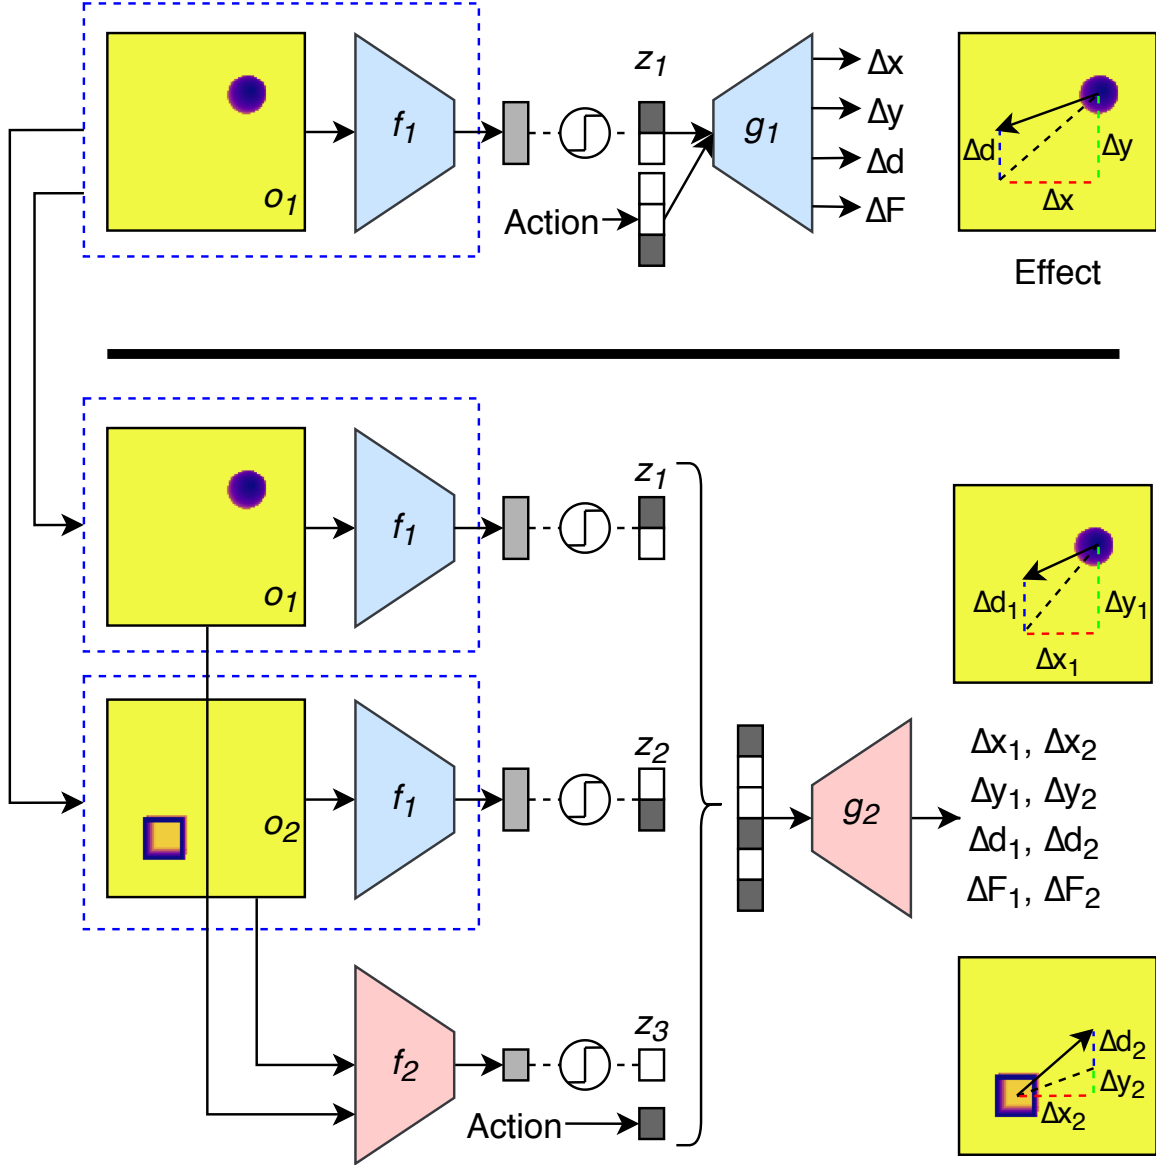 o₁
f₁
z₁
Action
g₁
Δx
Δy
Δd
ΔF
Δd
Δy
Δx
Effect
o₁
f₁
z₁
Δd₁
Δy₁
Δx₁
o₂
f₁
z₂
g₂
Δx₁, Δx₂
Δy₁, Δy₂
Δd₁, Δd₂
ΔF₁, ΔF₂
f₂
z₃
Action
Δd₂
Δy₂
Δx₂